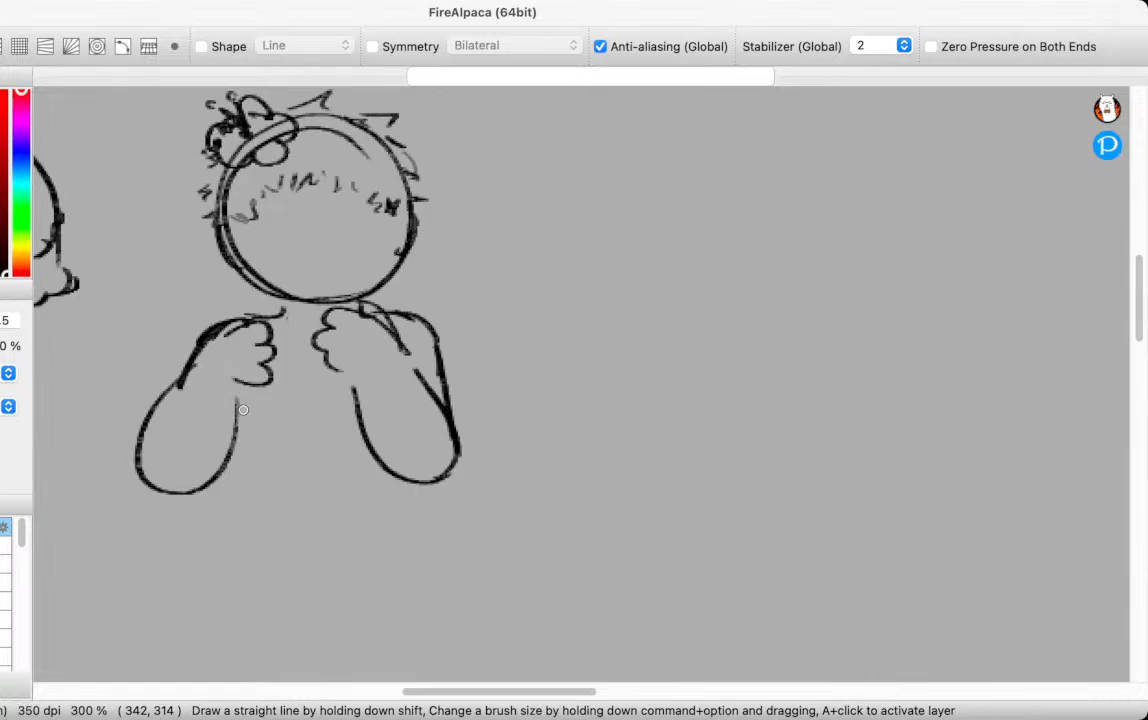 FireAlpaca (64bit)
Shape Line Symmetry Bilateral Anti-aliasing (Global) Stabilizer (Global) 2 Zero Pressure on Both Ends
.5
0 %
350 dpi 300 % ( 342, 314 ) Draw a straight line by holding down shift, Change a brush size by holding down command+option and dragging, A+click to activate layer